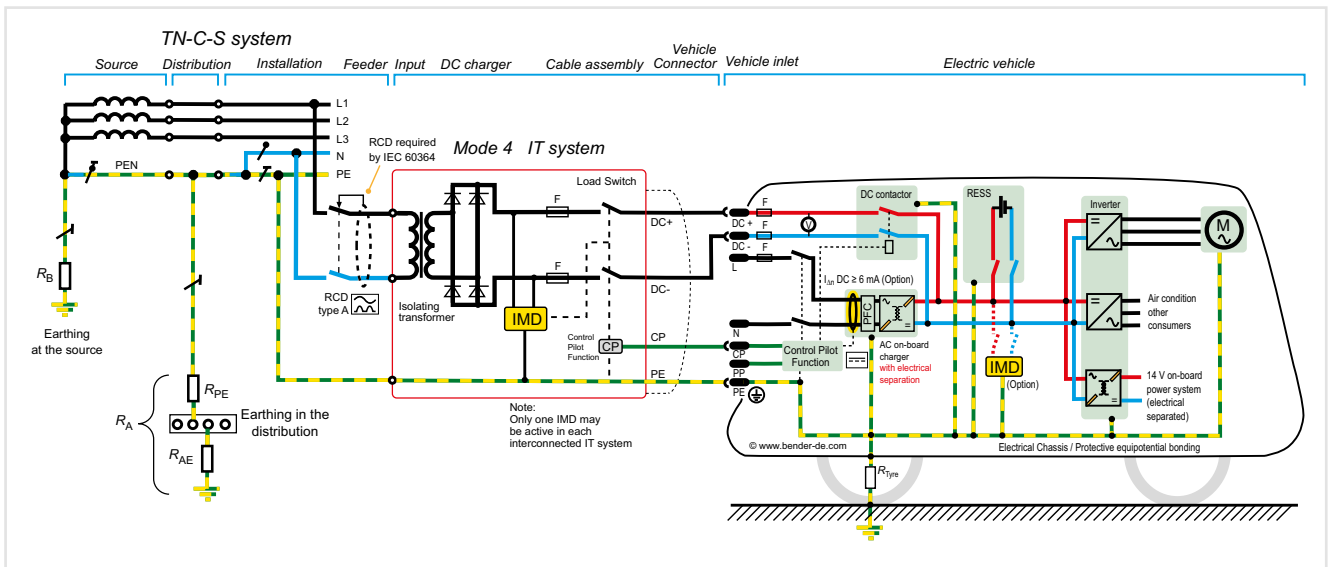 TN-C-S system
Source
Distribution
Installation
Feeder
Input
DC charger
Cable assembly
Vehicle
Connector
Vehicle inlet
Electric vehicle
L1
L2
L3
N
PE
PEN
RCD required
by IEC 60364
Mode 4 IT system
Load Switch
F
F
DC+
DC-
RCD
type A
Isolating
transformer
IMD
Control
Pilot
Function
CP
CP
PE
Note:
Only one IMD may
be active in each
interconnected IT system
RB
Earthing
at the source
RA
RPE
Earthing in the
distribution
RAE
DC +
F
DC -
F
L
N
CP
PP
PE
V
DC contactor
RESS
Inverter
M
I∆n DC ≥ 6 mA (Option)
PFC
AC on-board
charger
with electrical
separation
Control Pilot
Function
IMD
(Option)
Air condition
other
consumers
14 V on-board
power system
(electrical
separated)
© www.bender-de.com
Electrical Chassis / Protective equipotential bonding
RTyre